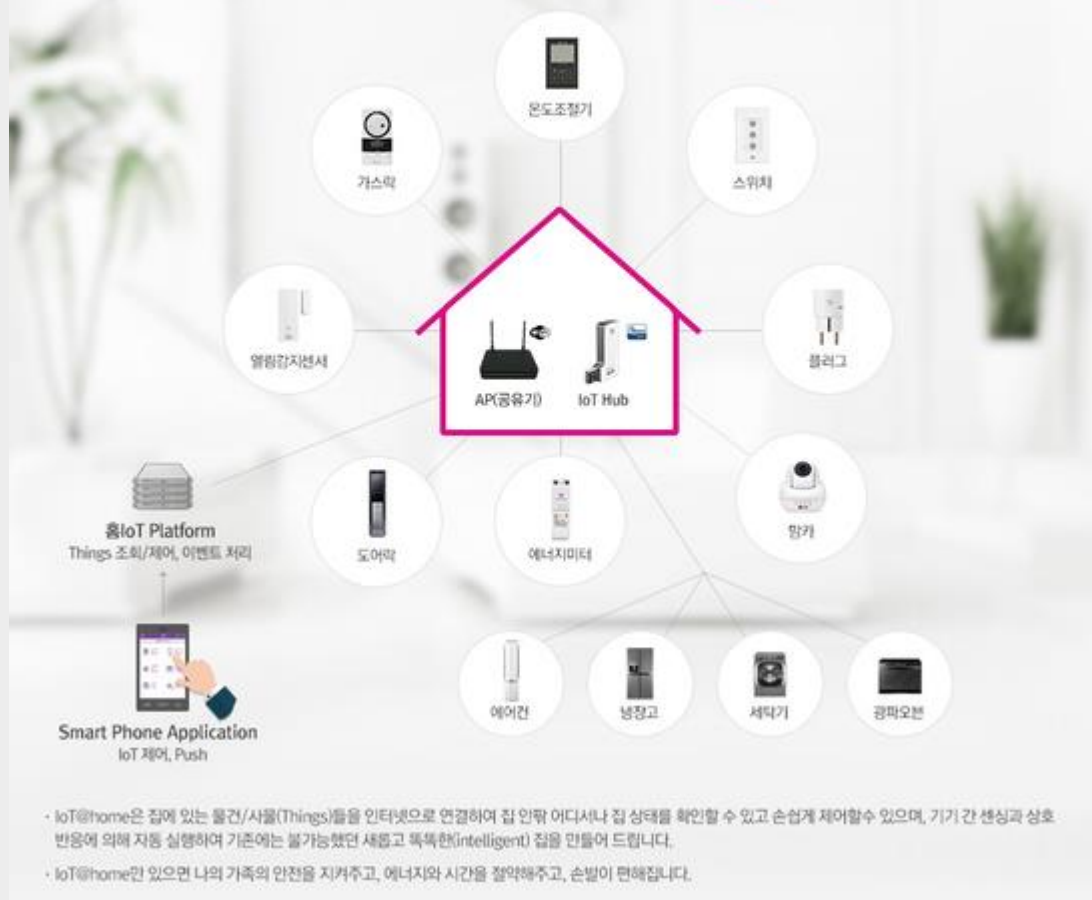 온도조절기
가스락
스위치
열림감지센서
플러그
AP(공유기)
IoT Hub
홈IoT Platform
Things 조회/제어, 이벤트 처리
도어락
에너지미터
맘카
Smart Phone Application
IoT 제어, Push
에어컨
냉장고
세탁기
광파오븐
· IoT@home은 집에 있는 물건/사물(Things)들을 인터넷으로 연결하여 집 안팎 어디서나 집 상태를 확인할 수 있고 손쉽게 제어할수 있으며, 기기 간 센싱과 상호
반응에 의해 자동 실행하여 기존에는 불가능했던 새롭고 똑똑한(intelligent) 집을 만들어 드립니다.
· IoT@home만 있으면 나의 가족의 안전을 지켜주고, 에너지와 시간을 절약해주고, 손발이 편해집니다.